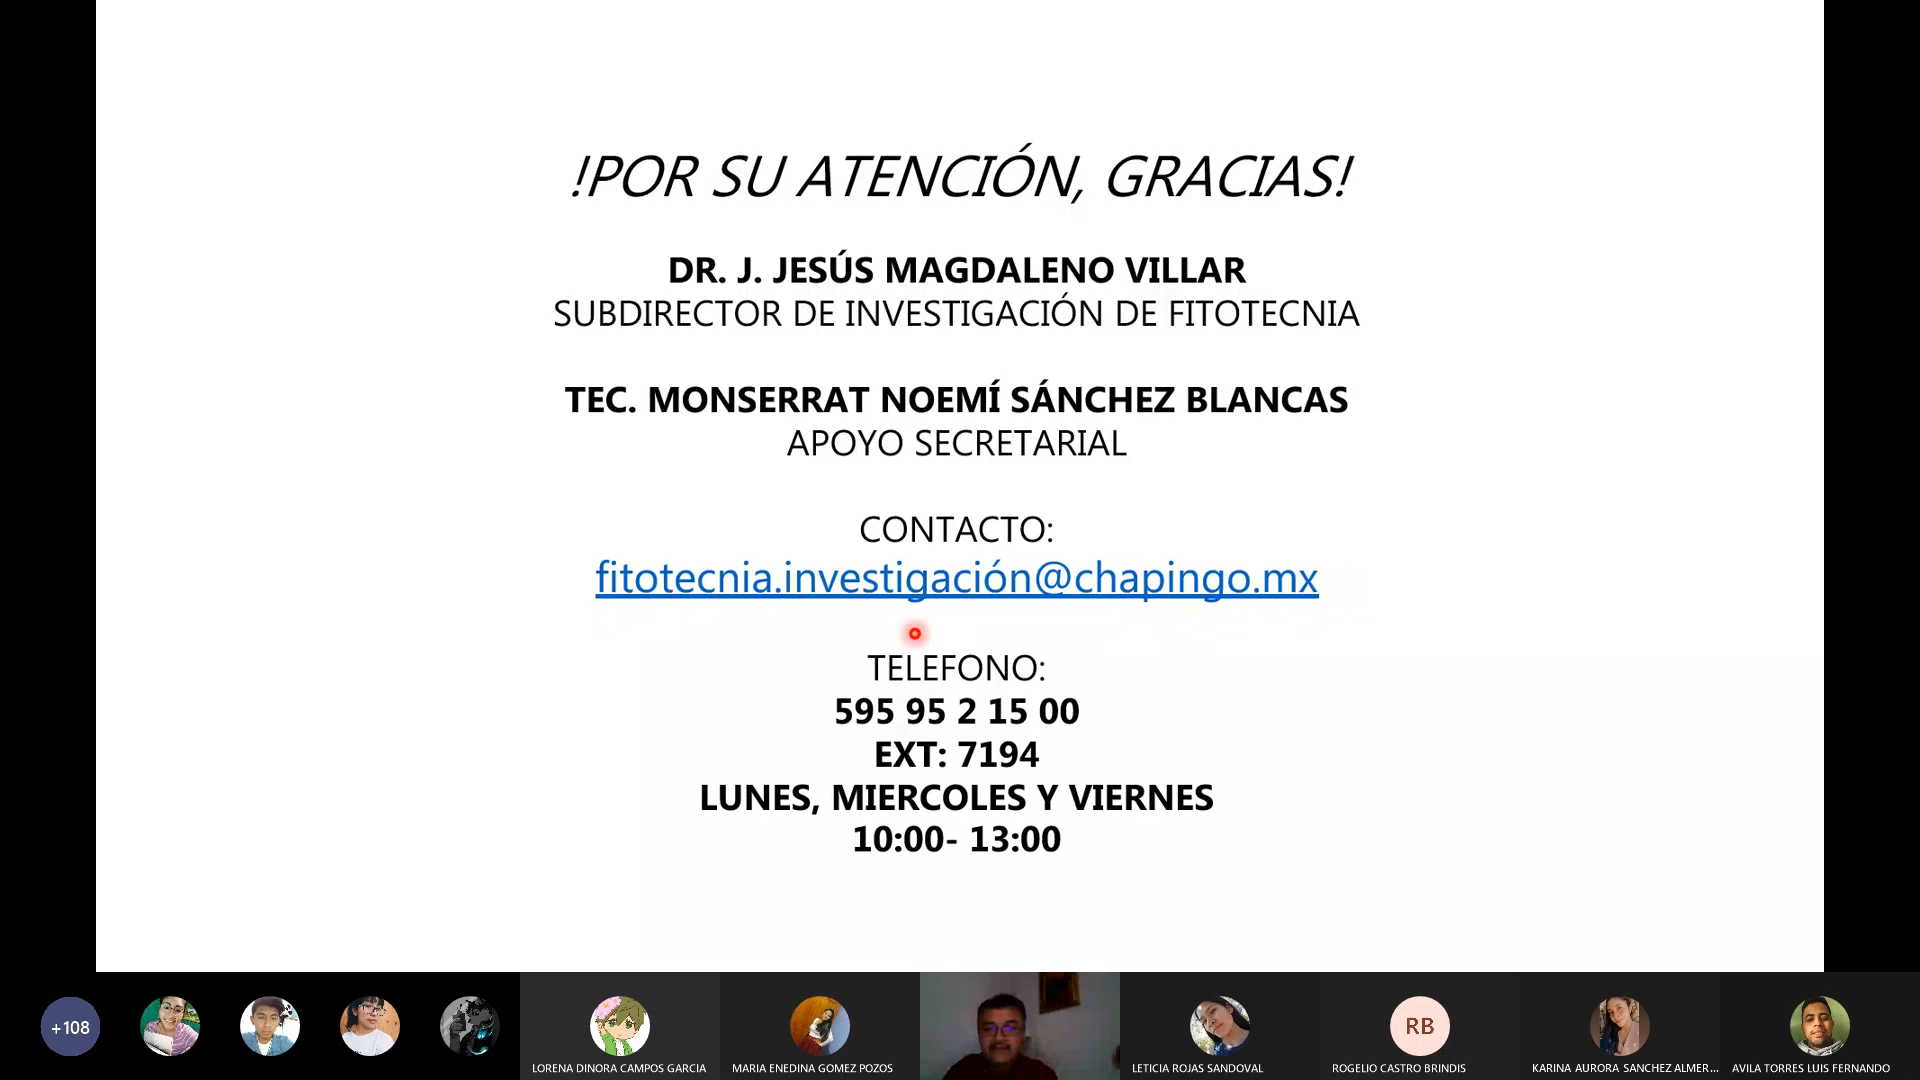 !POR SU ATENCIÓN, GRACIAS!
DR. J. JESÚS MAGDALENO VILLAR
SUBDIRECTOR DE INVESTIGACIÓN DE FITOTECNIA
TEC. MONSERRAT NOEMÍ SÁNCHEZ BLANCAS
APOYO SECRETARIAL
CONTACTO:
fitotecnia.investigación@chapingo.mx
TELEFONO:
595 95 2 15 00
EXT: 7194
LUNES, MIERCOLES Y VIERNES
10:00- 13:00
+108
RB
LORENA DINORA CAMPOS GARCIA
MARIA ENEDINA GOMEZ POZOS
LETICIA ROJAS SANDOVAL
ROGELIO CASTRO BRINDIS
KARINA AURORA SANCHEZ ALMER...
AVILA TORRES LUIS FERNANDO